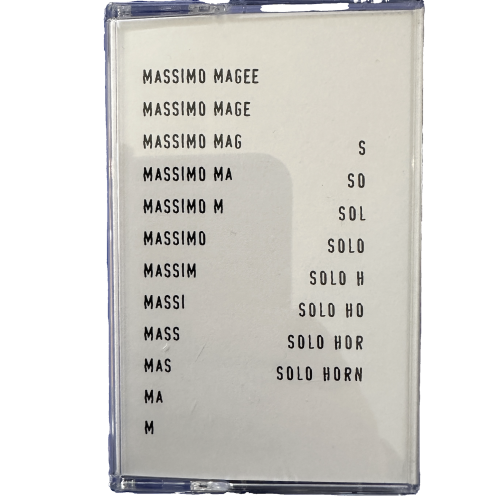 MASSIMO MAGEE
MASSIMO MAGE
MASSIMO MAG
MASSIMO MA
MASSIMO M
MASSIMO
MASSIM
MASSI
MASS
MAS
MA
M
S
SO
SOL
SOLO
SOLO H
SOLO HO
SOLO HOR
SOLO HORN